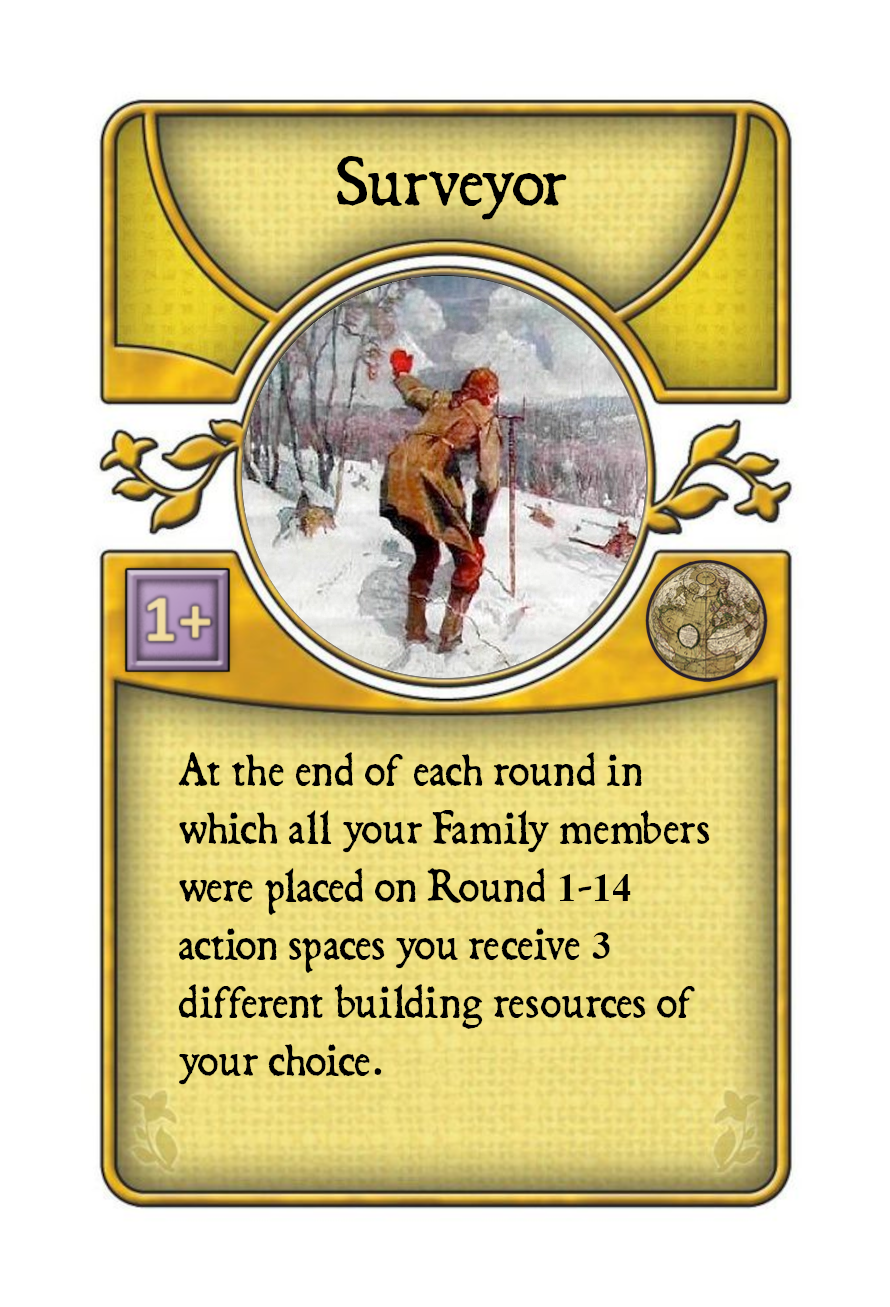 Surveyor
1+
At the end of each round in
which all your Family members
were placed on Round 1-14
action spaces you receive 3
different building resources of
your choice.